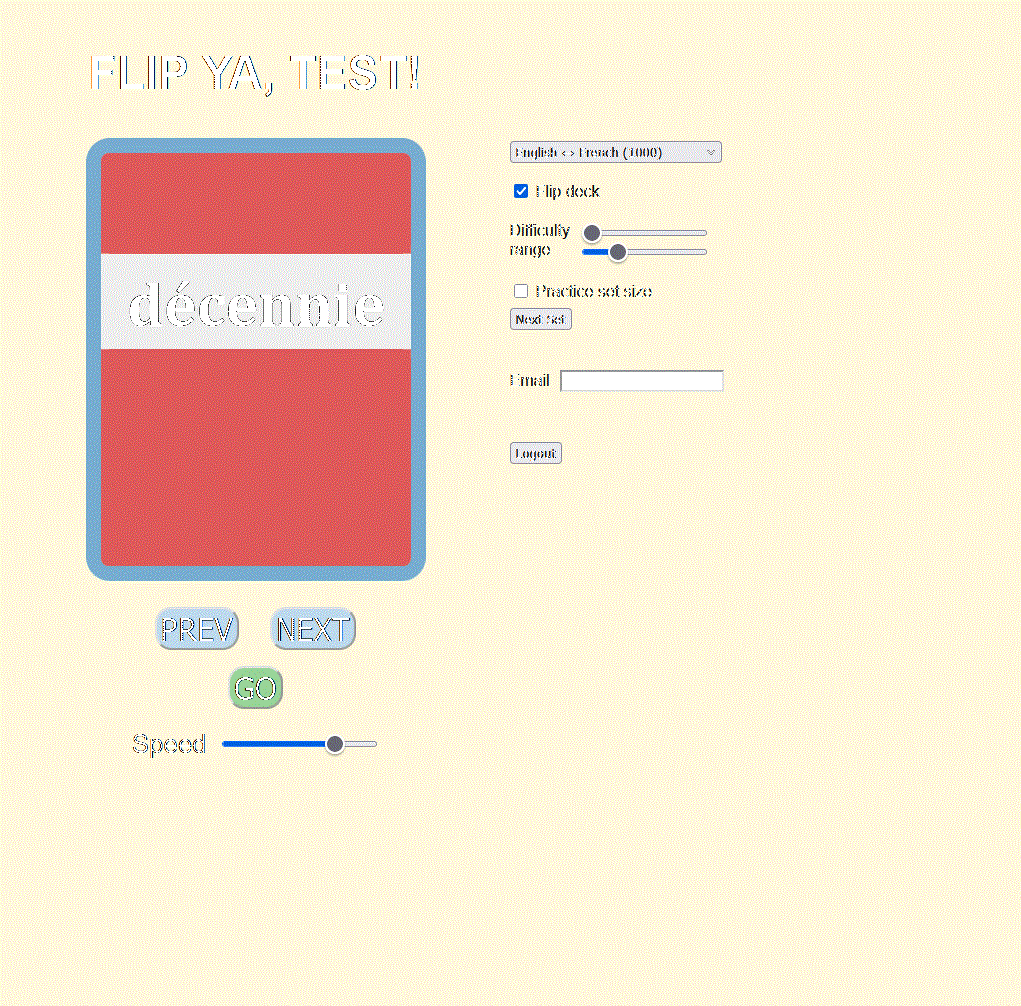 FLIP YA, TEST!
English <> French (1000)
Flip deck
décennie
Difficulty
range
Practice set size
Next Set
Email
Logout
PREV
NEXT
GO
Speed